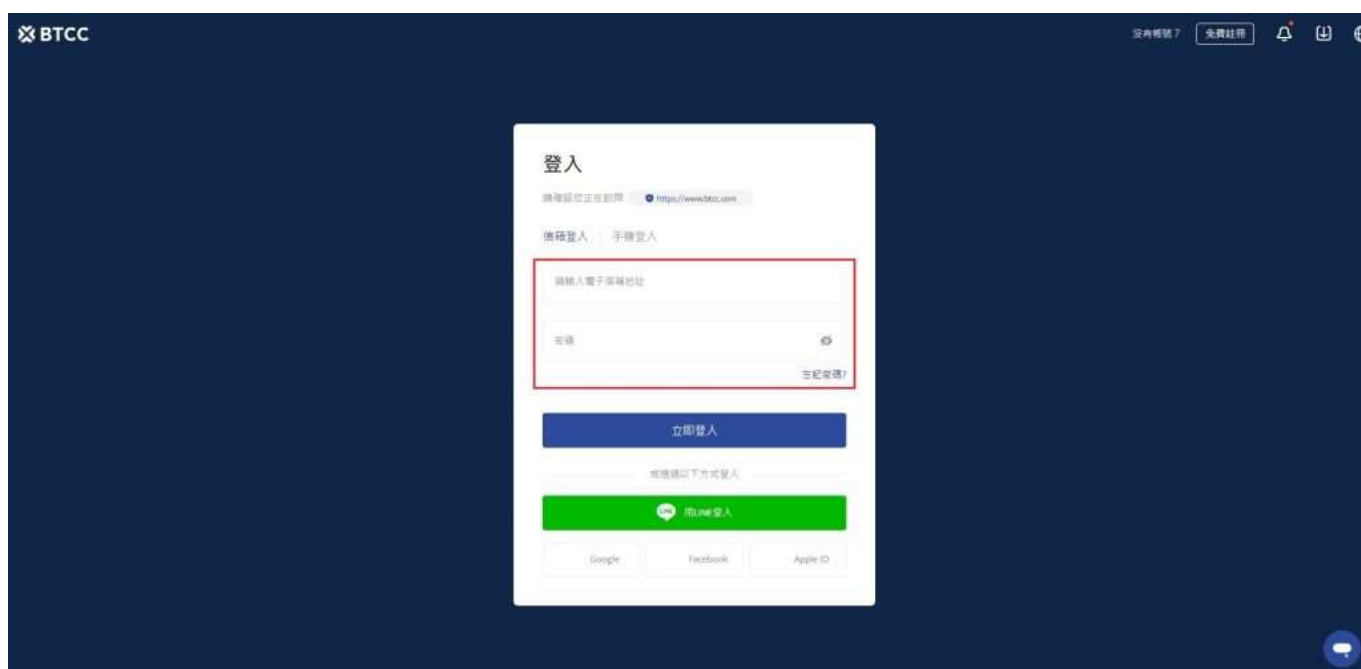 BTCC
沒有帳號？ 免費註冊
登入
請確認您正在訪問 https://www.btcc.com
信箱登入 手機登入
請輸入電子郵箱地址
密碼
忘記密碼?
立即登入
或透過以下方式登入
LINE 用LINE登入
Google Facebook Apple ID